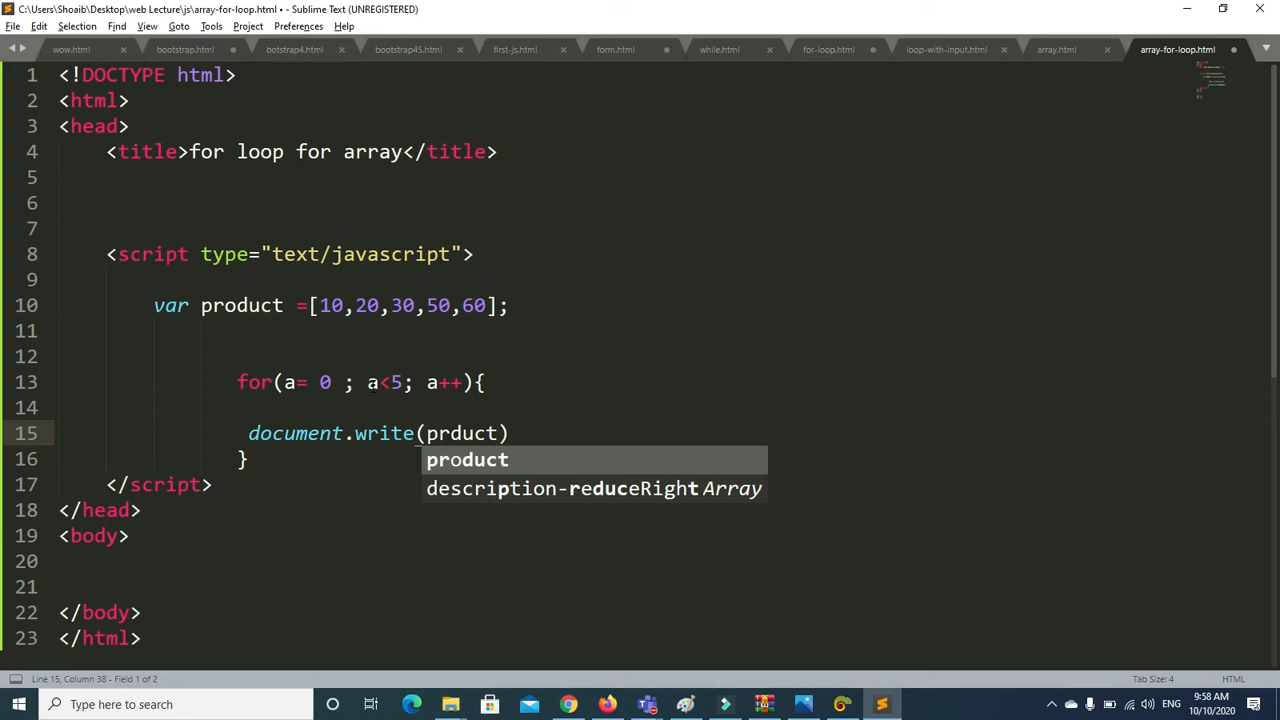 C:\Users\Shoaib\Desktop\web Lecture\js\array-for-loop.html • - Sublime Text (UNREGISTERED)
File Edit Selection Find View Goto Tools Project Preferences Help
wow.html bootstrap.html botstrap4.html bootstrap45.html first-js.html form.html while.html for-loop.html loop-with-input.html array.html array-for-loop.html
1 <!DOCTYPE html>
2 <html>
3 <head>
4 <title>for loop for array</title>
5
6
7
8 <script type="text/javascript">
9
10 var product =[10,20,30,50,60];
11
12
13 for(a= 0 ; a<5; a++){
14
15 document.write(prduct)
product
16 }
description-reduceRight Array
17 </script>
18 </head>
19 <body>
20
21
22 </body>
23 </html>
Line 15, Column 38 - Field 1 of 2 Tab Size: 4 HTML
Type here to search ENG 9:58 AM
10/10/2020